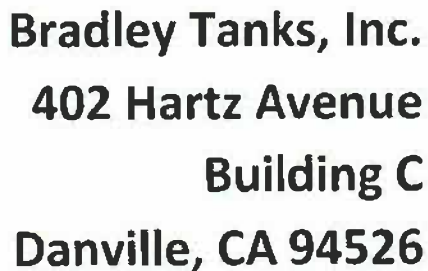 Bradley Tanks, Inc.
402 Hartz Avenue
Building C
Danville, CA 94526